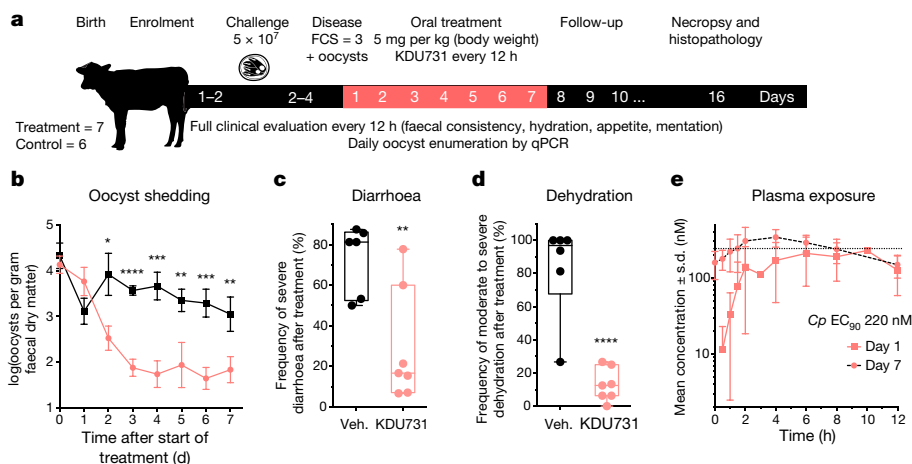 a
Birth Enrolment Challenge 5 × 10⁷ Disease FCS = 3 + oocysts Oral treatment 5 mg per kg (body weight) KDU731 every 12 h Follow-up Necropsy and histopathology
1–2 2–4 1 2 3 4 5 6 7 8 9 10 ... 16 Days
Treatment = 7
Control = 6
Full clinical evaluation every 12 h (faecal consistency, hydration, appetite, mentation)
Daily oocyst enumeration by qPCR
b
Oocyst shedding
log(oocysts per gram
faecal dry mater)
5
4
3
2
1
* **** *** ** *** **
0 1 2 3 4 5 6 7
Time after start of
treatment (d)
c
Diarrhoea
Frequency of severe
diarrhoea after treatment (%)
80
60
40
20
0
**
Veh. KDU731
d
Dehydration
Frequency of moderate to severe
dehydration after treatment (%)
100
80
60
40
20
0
****
Veh. KDU731
e
Plasma exposure
Mean concentration ± s.d. (nM)
100
10
Cp EC₉₀ 220 nM
Day 1
Day 7
0 2 4 6 8 10 12
Time (h)